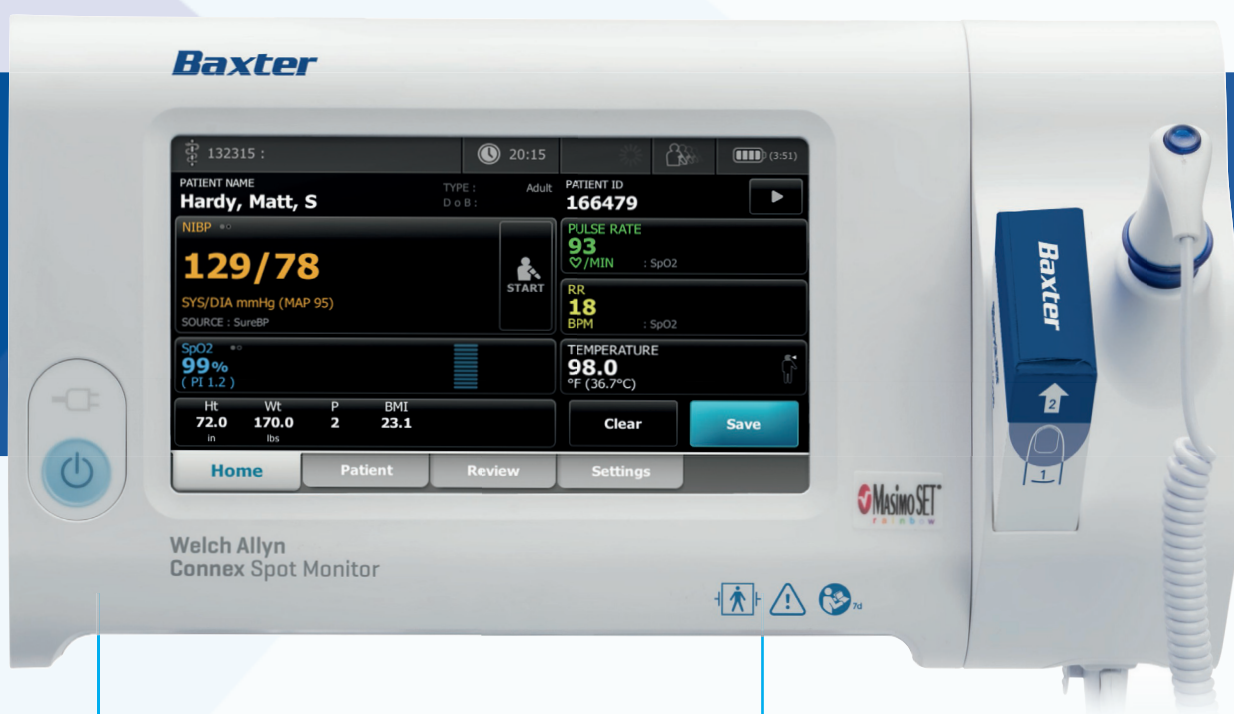 Baxter
132315 :
20:15
(3:51)
PATIENT NAME
Hardy, Matt, S
TYPE : Adult
D o B :
PATIENT ID
166479
NIBP
129/78
SYS/DIA mmHg (MAP 95)
SOURCE : SureBP
START
PULSE RATE
93
♡/MIN : SpO2
RR
18
BPM : SpO2
SpO2
99%
( PI 1.2 )
TEMPERATURE
98.0
°F (36.7°C)
Ht Wt P BMI
72.0 170.0 2 23.1
in lbs
Clear
Save
Home Patient Review Settings
Masimo SET
rainbow
Welch Allyn
Connex Spot Monitor
7d
Baxter
2
1